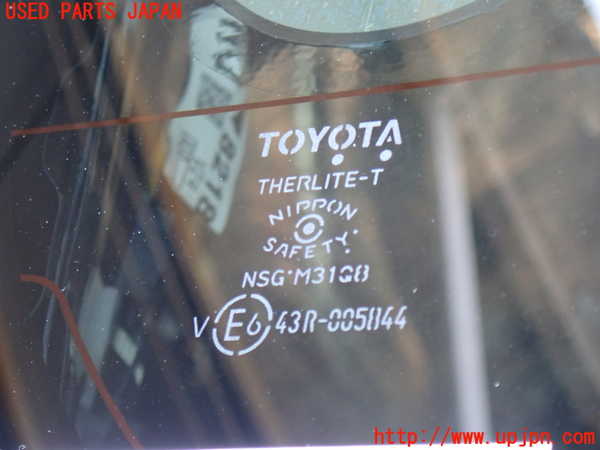 USED PARTS JAPAN
TOYOTA
THERLITE-T
NIPPON
SAFETY
NSG·M31Q8
V E6 43R-005844
http://www.upjpn.com/